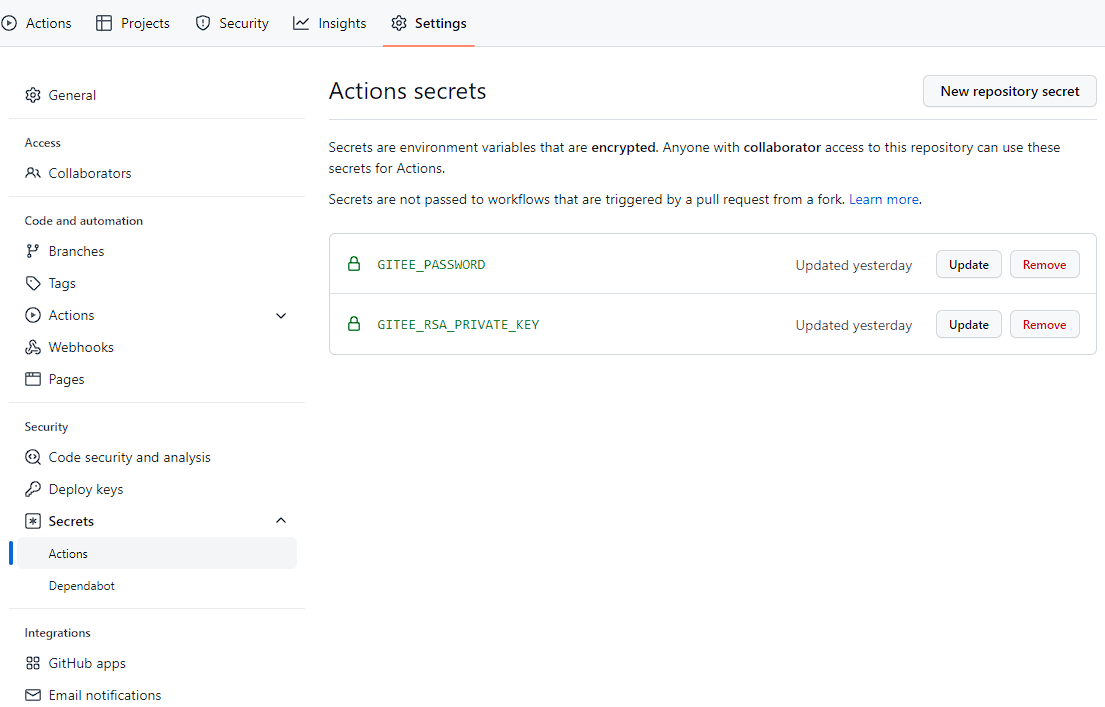 Actions Projects Security Insights Settings
General
Access
Collaborators
Code and automation
Branches
Tags
Actions
Webhooks
Pages
Security
Code security and analysis
Deploy keys
Secrets
Actions
Dependabot
Integrations
GitHub apps
Email notifications
Actions secrets
New repository secret
Secrets are environment variables that are encrypted. Anyone with collaborator access to this repository can use these
secrets for Actions.
Secrets are not passed to workflows that are triggered by a pull request from a fork. Learn more.
GITEE_PASSWORD Updated yesterday Update Remove
GITEE_RSA_PRIVATE_KEY Updated yesterday Update Remove